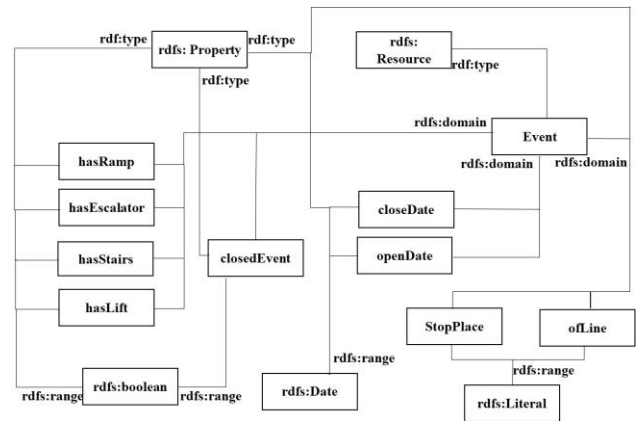 rdf:type
rdfs: Property
rdf:type
rdf:type
rdfs:
Resource
rdf:type
rdfs:domain
Event
rdfs:domain
rdfs:domain
hasRamp
hasEscalator
hasStairs
hasLift
closedEvent
closeDate
openDate
StopPlace
ofLine
rdfs:range
rdfs:boolean
rdfs:range
rdfs:range
rdfs:Date
rdfs:range
rdfs:Literal